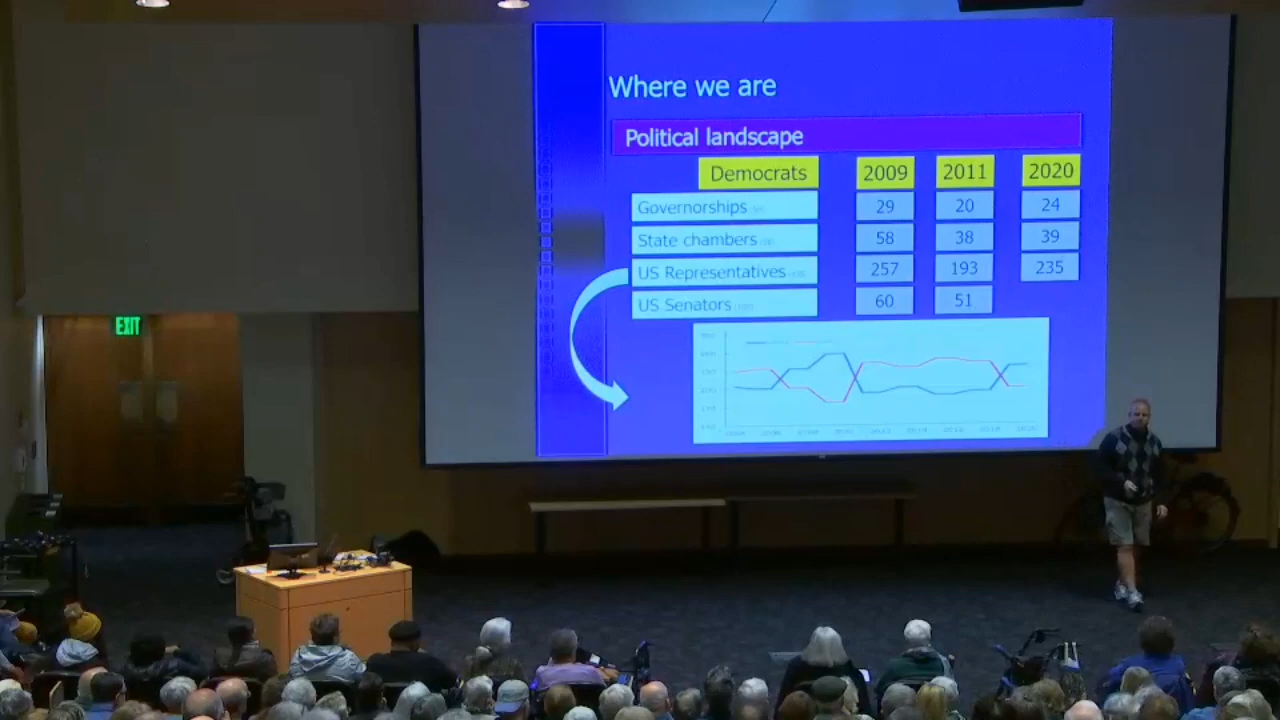 Where we are
Political landscape
Democrats 2009 2011 2020
Governorships 29 20 24
State chambers 58 38 39
US Representatives 257 193 235
US Senators 60 51
EXIT